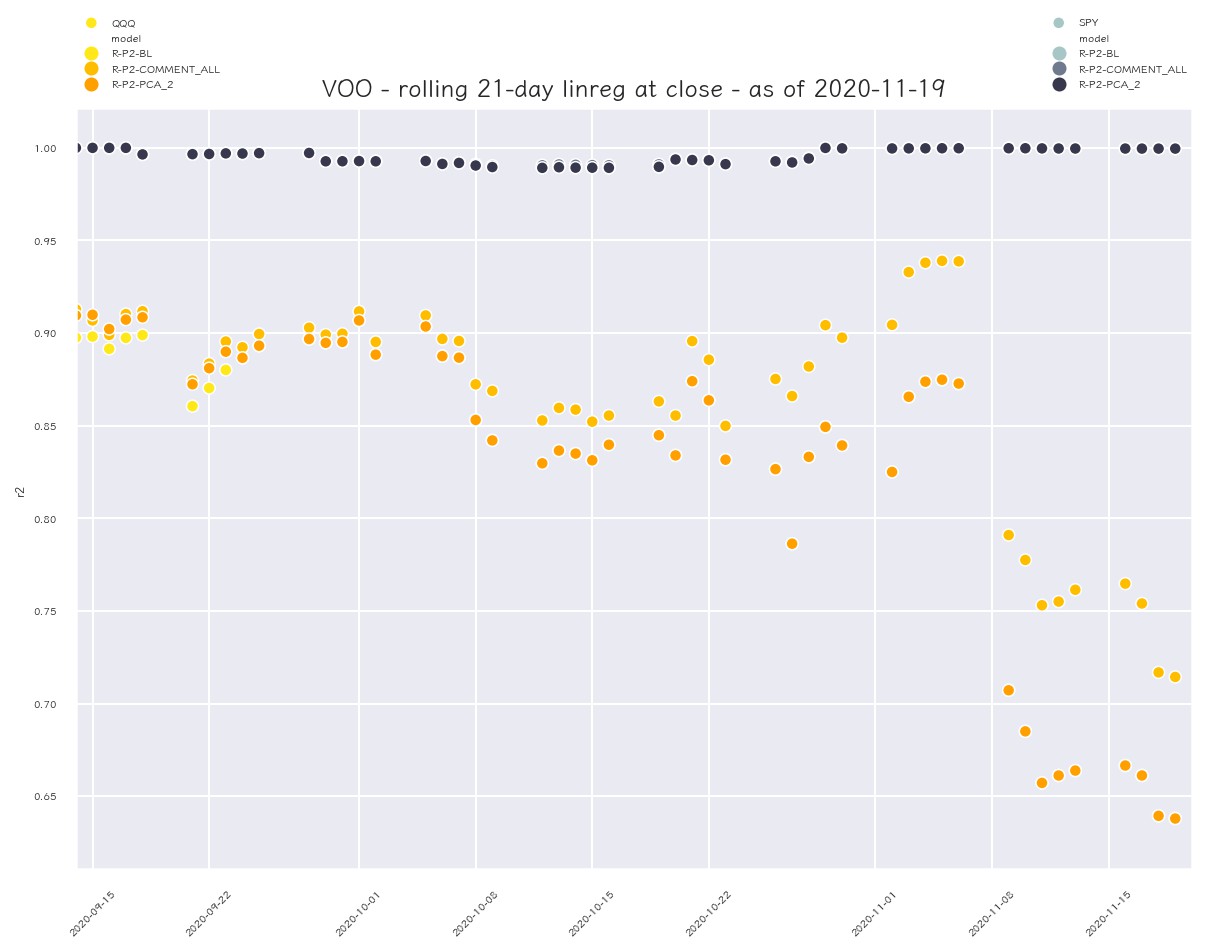 QQQ
model
R-P2-BL
R-P2-COMMENT_ALL
R-P2-PCA_2
SPY
model
R-P2-BL
R-P2-COMMENT_ALL
R-P2-PCA_2
VOO - rolling 21-day linreg at close - as of 2020-11-19
1.00
0.95
0.90
0.85
0.80
0.75
0.70
0.65
r2
2020-09-15
2020-09-22
2020-10-01
2020-10-08
2020-10-15
2020-10-22
2020-11-01
2020-11-08
2020-11-15